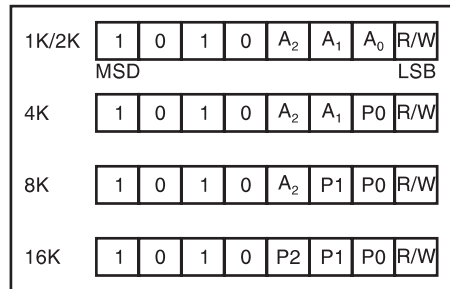 1K/2K 1 0 1 0 A₂ A₁ A₀ R/W
MSD LSB
4K 1 0 1 0 A₂ A₁ P0 R/W
8K 1 0 1 0 A₂ P1 P0 R/W
16K 1 0 1 0 P2 P1 P0 R/W